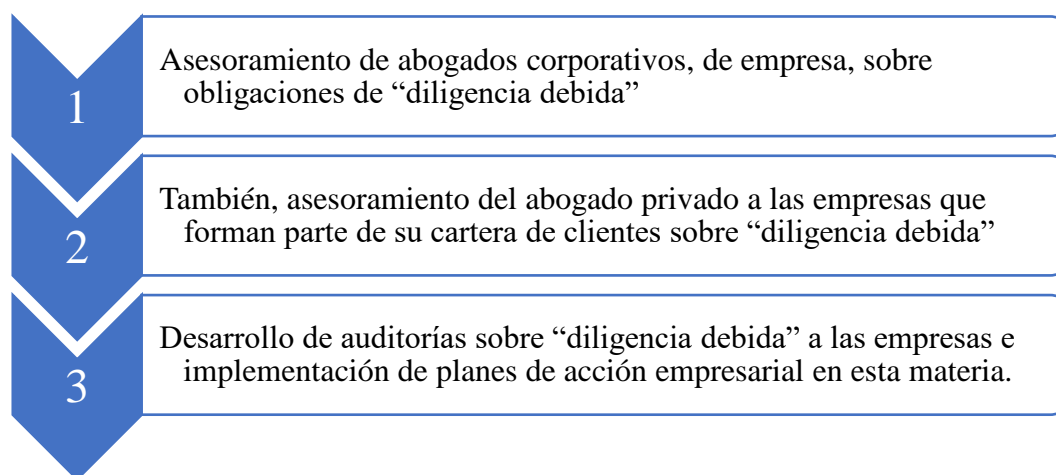 1
Asesoramiento de abogados corporativos, de empresa, sobre
obligaciones de “diligencia debida”
2
También, asesoramiento del abogado privado a las empresas que
forman parte de su cartera de clientes sobre “diligencia debida”
3
Desarrollo de auditorías sobre “diligencia debida” a las empresas e
implementación de planes de acción empresarial en esta materia.